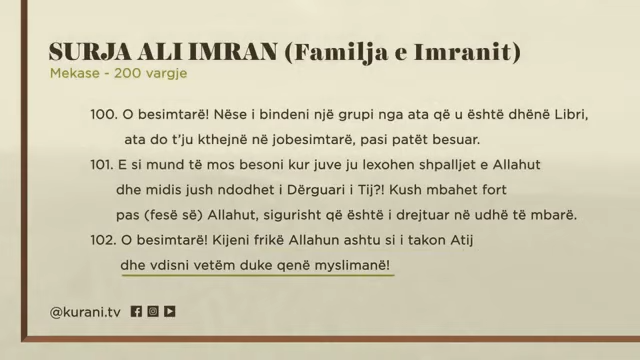 SURJA ALI IMRAN (Familja e Imranit)
Mekase - 200 vargje
100. O besimtarë! Nëse i bindeni një grupi nga ata që u është dhënë Libri,
ata do t'ju kthejnë në jobesimtarë, pasi patët besuar.
101. E si mund të mos besoni kur juve ju lexohen shpalljet e Allahut
dhe midis jush ndodhet i Dërguari i Tij?! Kush mbahet fort
pas (fesë së) Allahut, sigurisht që është i drejtuar në udhë të mbarë.
102. O besimtarë! Kijeni frikë Allahun ashtu si i takon Atij
dhe vdisni vetëm duke qenë myslimanë!
@kurani.tv